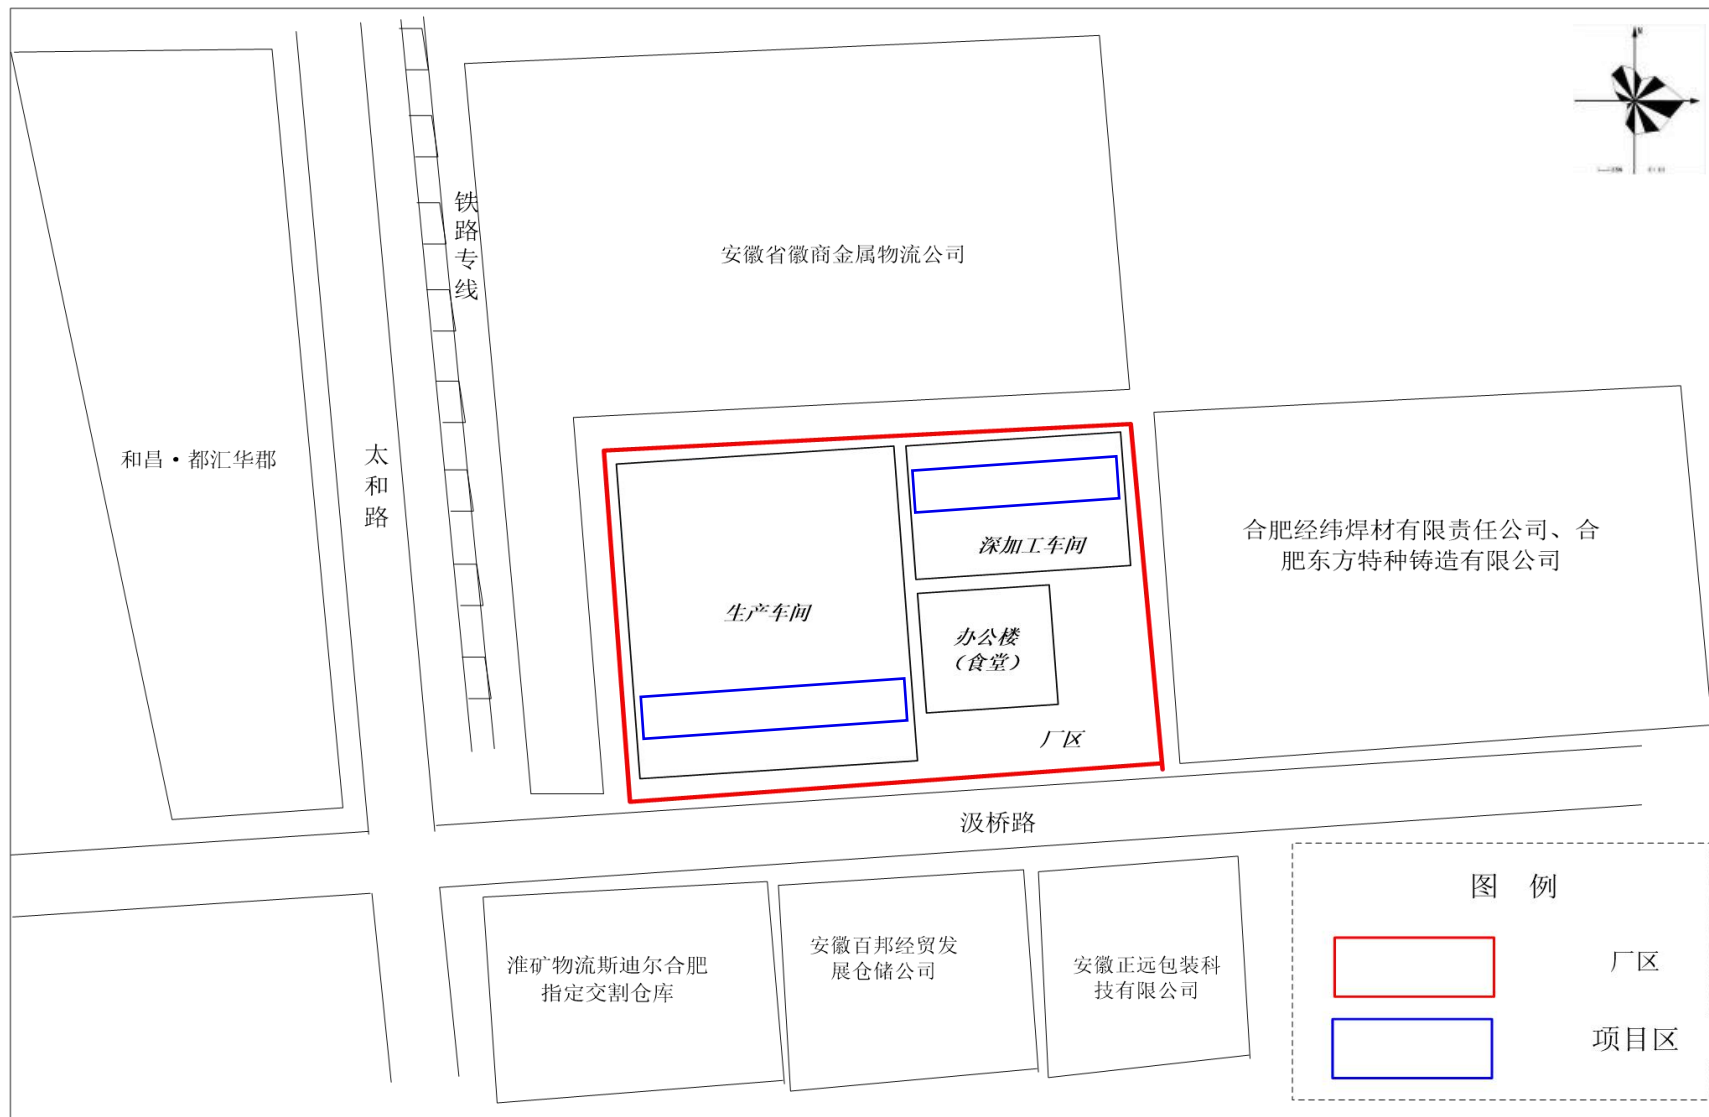 N
铁路专线
安徽省徽商金属物流公司
和昌·都汇华郡
太和路
深加工车间
生产车间
办公楼
(食堂)
厂区
合肥经纬焊材有限责任公司、合
肥东方特种铸造有限公司
汲桥路
淮矿物流斯迪尔合肥
指定交割仓库
安徽百邦经贸发
展仓储公司
安徽正远包装科
技有限公司
图 例
厂区
项目区